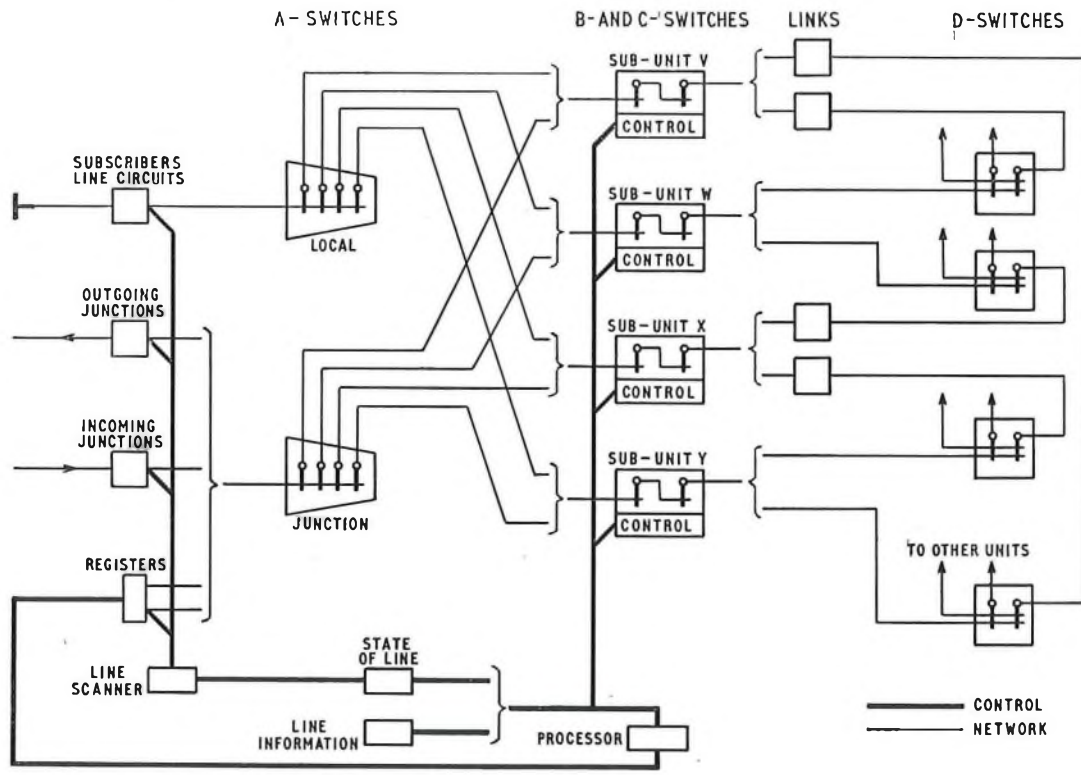 A- SWITCHES
B- AND C- SWITCHES
LINKS
D-SWITCHES
SUB-UNIT V
CONTROL
SUBSCRIBERS
LINE CIRCUITS
LOCAL
SUB-UNIT W
CONTROL
OUTGOING
JUNCTIONS
SUB-UNIT X
CONTROL
INCOMING
JUNCTIONS
JUNCTION
SUB-UNIT Y
CONTROL
REGISTERS
TO OTHER UNITS
LINE
SCANNER
STATE
OF LINE
LINE
INFORMATION
PROCESSOR
CONTROL
NETWORK